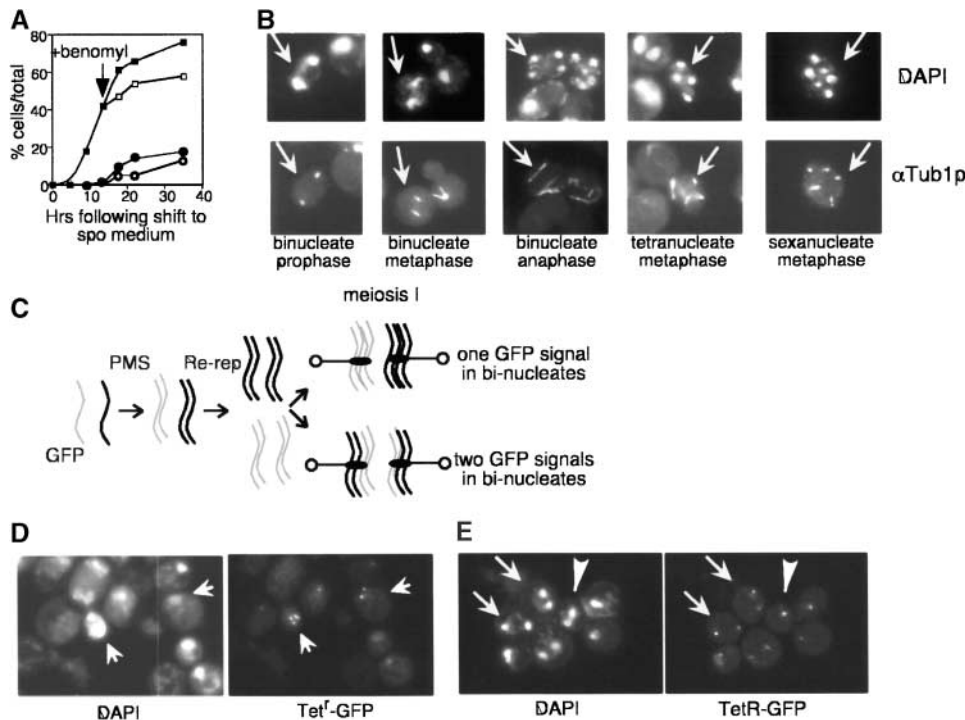 A
+benomyl
80
60
40
20
0
% cells/total
0 10 20 30 40
Hrs following shift to
spo medium
B
DAPI
αTub1p
binucleate
prophase
binucleate
metaphase
binucleate
anaphase
tetranucleate
metaphase
sexanucleate
metaphase
C
meiosis I
PMS
Re-rep
GFP
one GFP signal
in bi-nucleates
two GFP signals
in bi-nucleates
D
DAPI
Tetr-GFP
E
DAPI
TetR-GFP